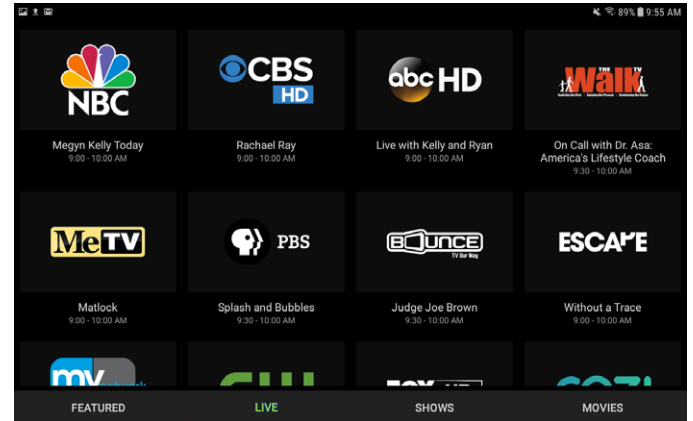 89% 9:55 AM
NBC
CBS
HD
abc HD
THE
Walk
TV
Megyn Kelly Today
9:00 - 10:00 AM
Rachael Ray
9:00 - 10:00 AM
Live with Kelly and Ryan
9:00 - 10:00 AM
On Call with Dr. Asa:
America's Lifestyle Coach
9:30 - 10:00 AM
MeTV
PBS
BOUNCE
TV Our Way
ESCAPE
Matlock
9:00 - 10:00 AM
Splash and Bubbles
9:30 - 10:00 AM
Judge Joe Brown
9:30 - 10:00 AM
Without a Trace
9:00 - 10:00 AM
my
FEATURED
LIVE
SHOWS
MOVIES